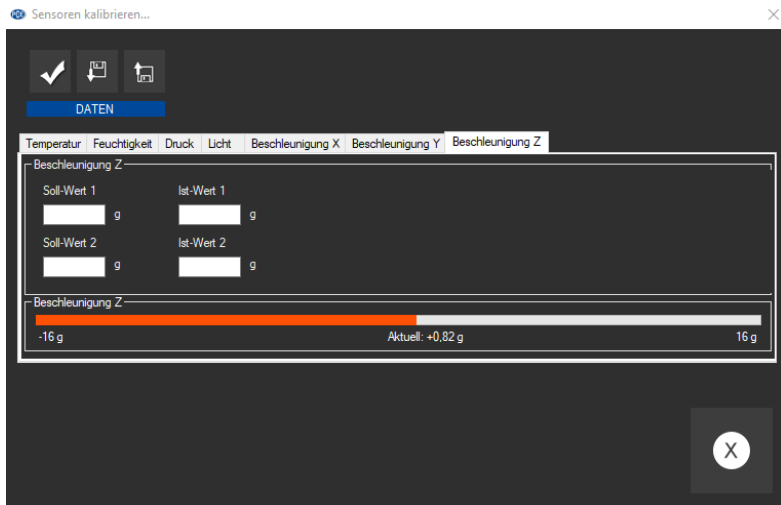 PCE Sensoren kalibrieren...
DATEN
Temperatur Feuchtigkeit Druck Licht Beschleunigung X Beschleunigung Y Beschleunigung Z
Beschleunigung Z
Soll-Wert 1 Ist-Wert 1
g g
Soll-Wert 2 Ist-Wert 2
g g
Beschleunigung Z
-16 g Aktuell: +0,82 g 16 g
X